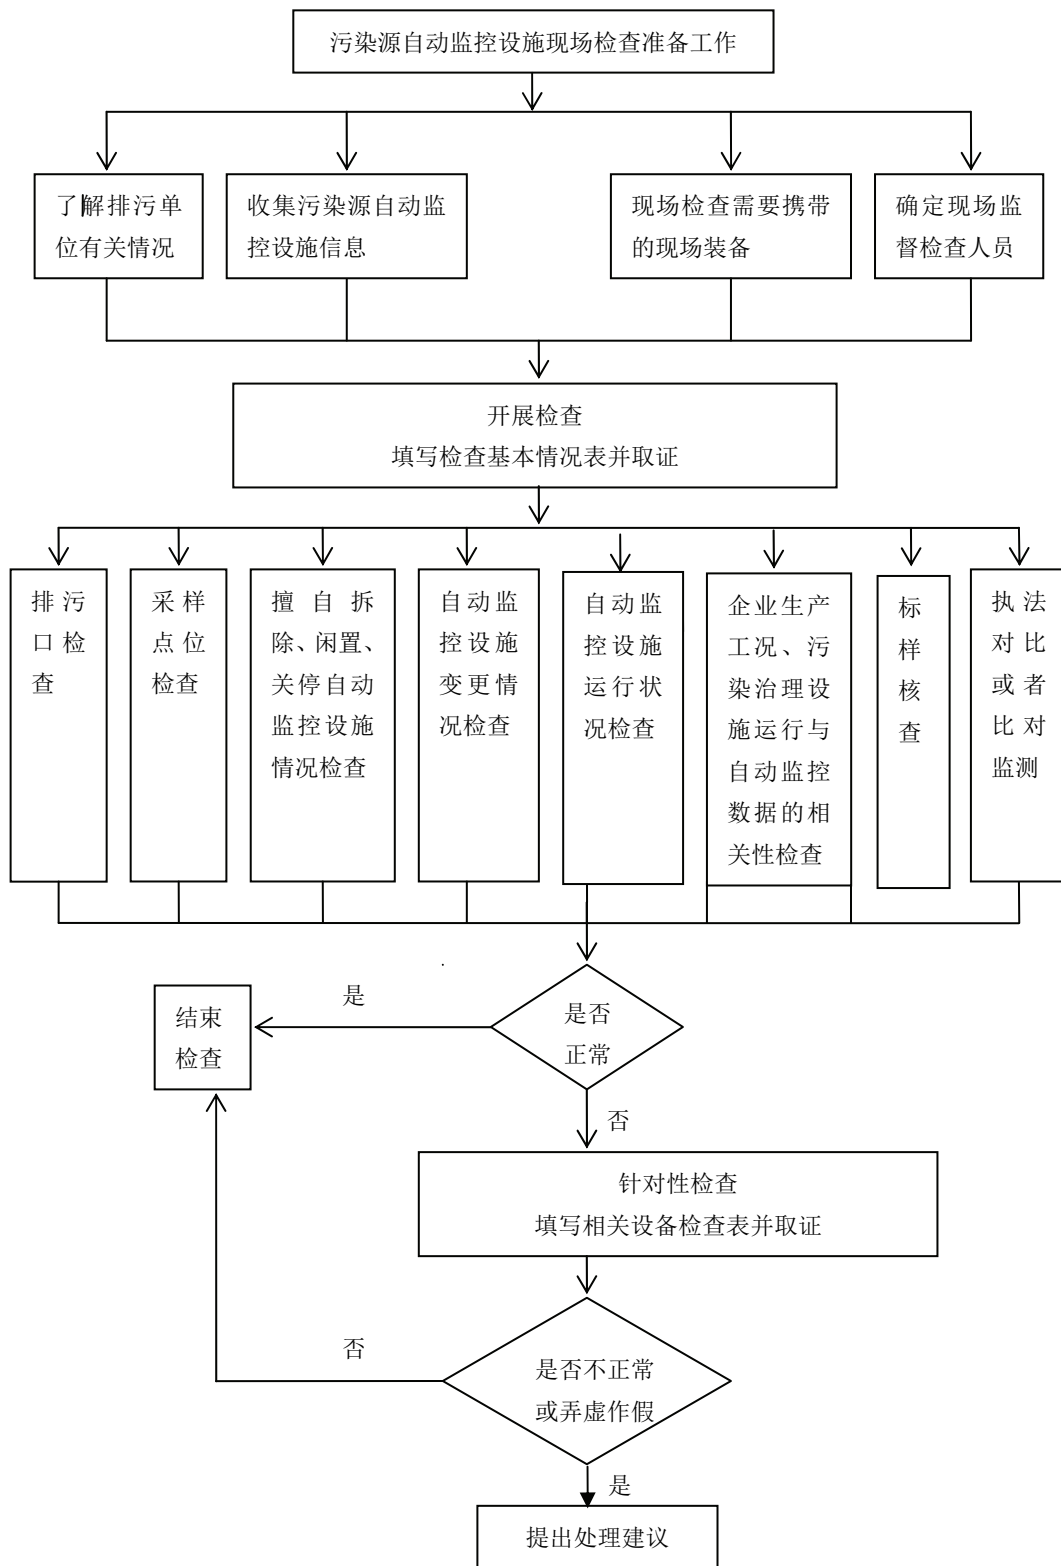 污染源自动监控设施现场检查准备工作
了解排污单
位有关情况
收集污染源自动监
控设施信息
现场检查需要携带
的现场装备
确定现场监
督检查人员
开展检查
填写检查基本情况表并取证
排污
口检
查
采样
点位
检查
擅自拆
除、闲置、
关停自动
监控设施
情况检查
自动监
控设施
变更情
况检查
自动监
控设施
运行状
况检查
企业生产
工况、污
染治理设
施运行与
自动监控
数据的相
关性检查
标
样
核
查
执法
对比
或者
比对
监测
是否
正常
是
结束
检查
否
针对性检查
填写相关设备检查表并取证
否
是否不正常
或弄虚作假
是
提出处理建议